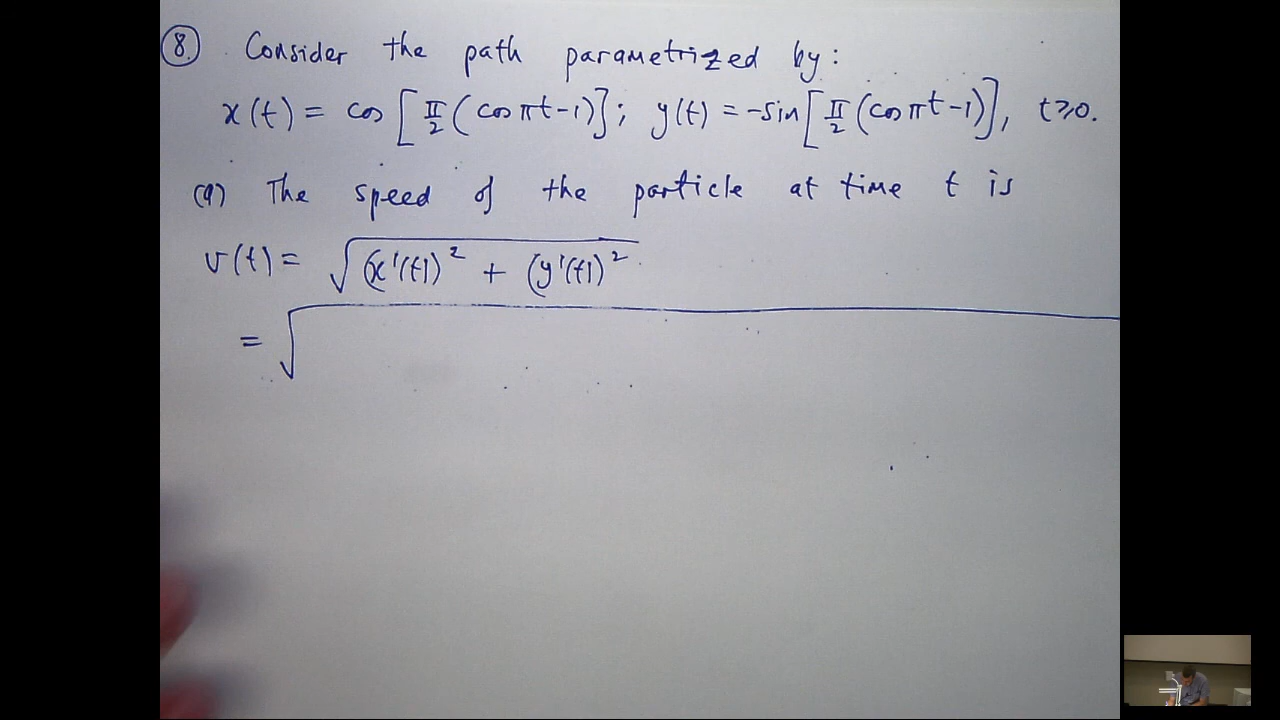 ⑧ Consider the path parametrized by:
x(t) = cos [π/2 (cos πt-1)]; y(t) = -sin [π/2 (cos πt-1)], t≥0.
(a) The speed of the particle at time t is
v(t) = √((x'(t))² + (y'(t))²
= √